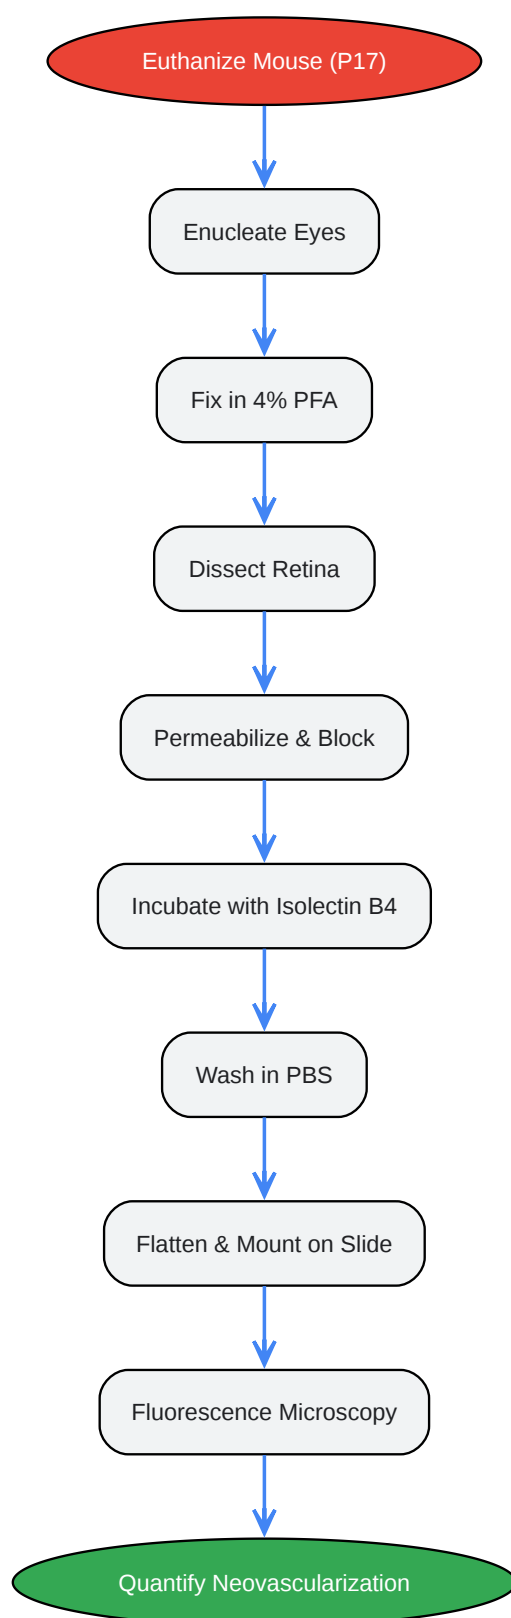 Euthanize Mouse (P17)
Enucleate Eyes
Fix in 4% PFA
Dissect Retina
Permeabilize & Block
Incubate with Isolectin B4
Wash in PBS
Flatten & Mount on Slide
Fluorescence Microscopy
Quantify Neovascularization